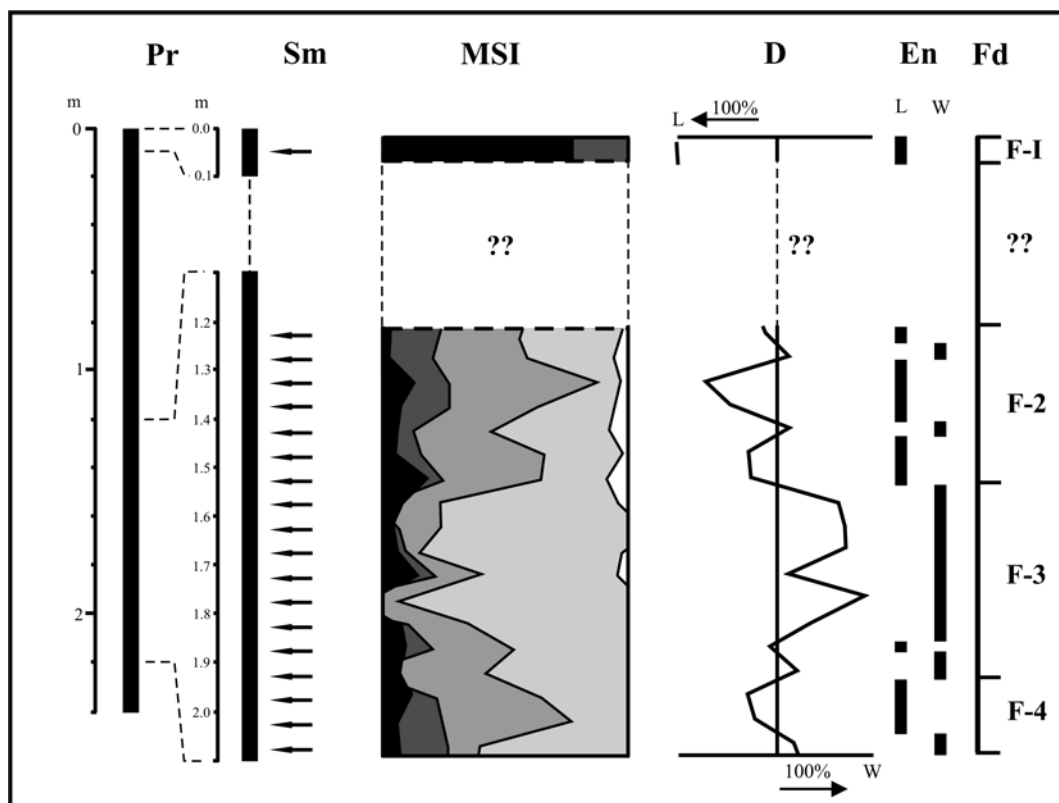 Pr Sm MSI D En Fd
m m L 100% L W
0 0.0 F-I
0.1
?? ?? ??
1.2
1 1.3 F-2
1.4
1.5
1.6
1.7 F-3
2 1.8
1.9
2.0 F-4
100% W